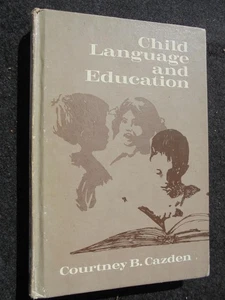 Child
Language
and
Education
Courtney B. Cazden